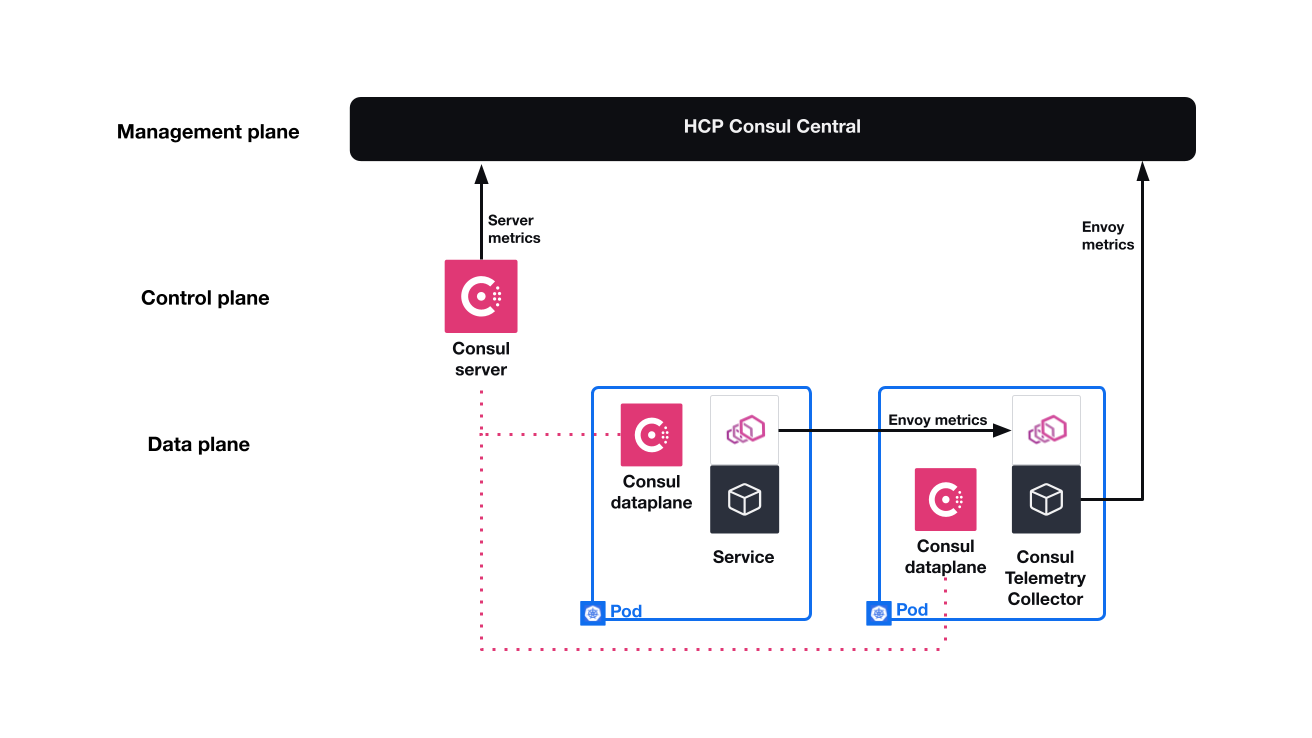 Management plane
HCP Consul Central
Server
metrics
Envoy
metrics
Control plane
Consul
server
Data plane
Envoy metrics
Consul
dataplane
Service
Consul
dataplane
Consul
Telemetry
Collector
Pod
Pod